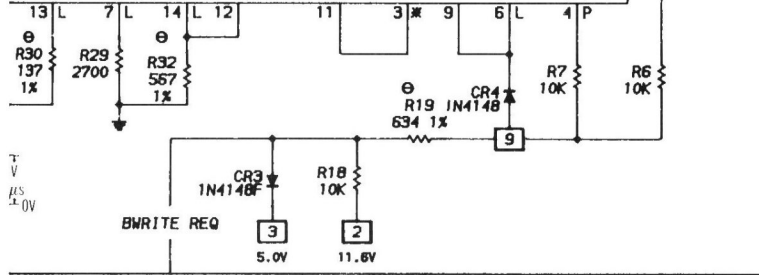 13 L 7 L 14 L 12 11 3 * 9 6 L 4 P
⊖ ⊖
R30 R29 R32 R7 R6
137 2700 567 10K 10K
1% 1%
⊖ CR4
R19 1N4148
634 1%
9
CR3 R18
1N4148F 10K
V
μs
0V
BWRITE REQ
3 2
5.0V 11.6V